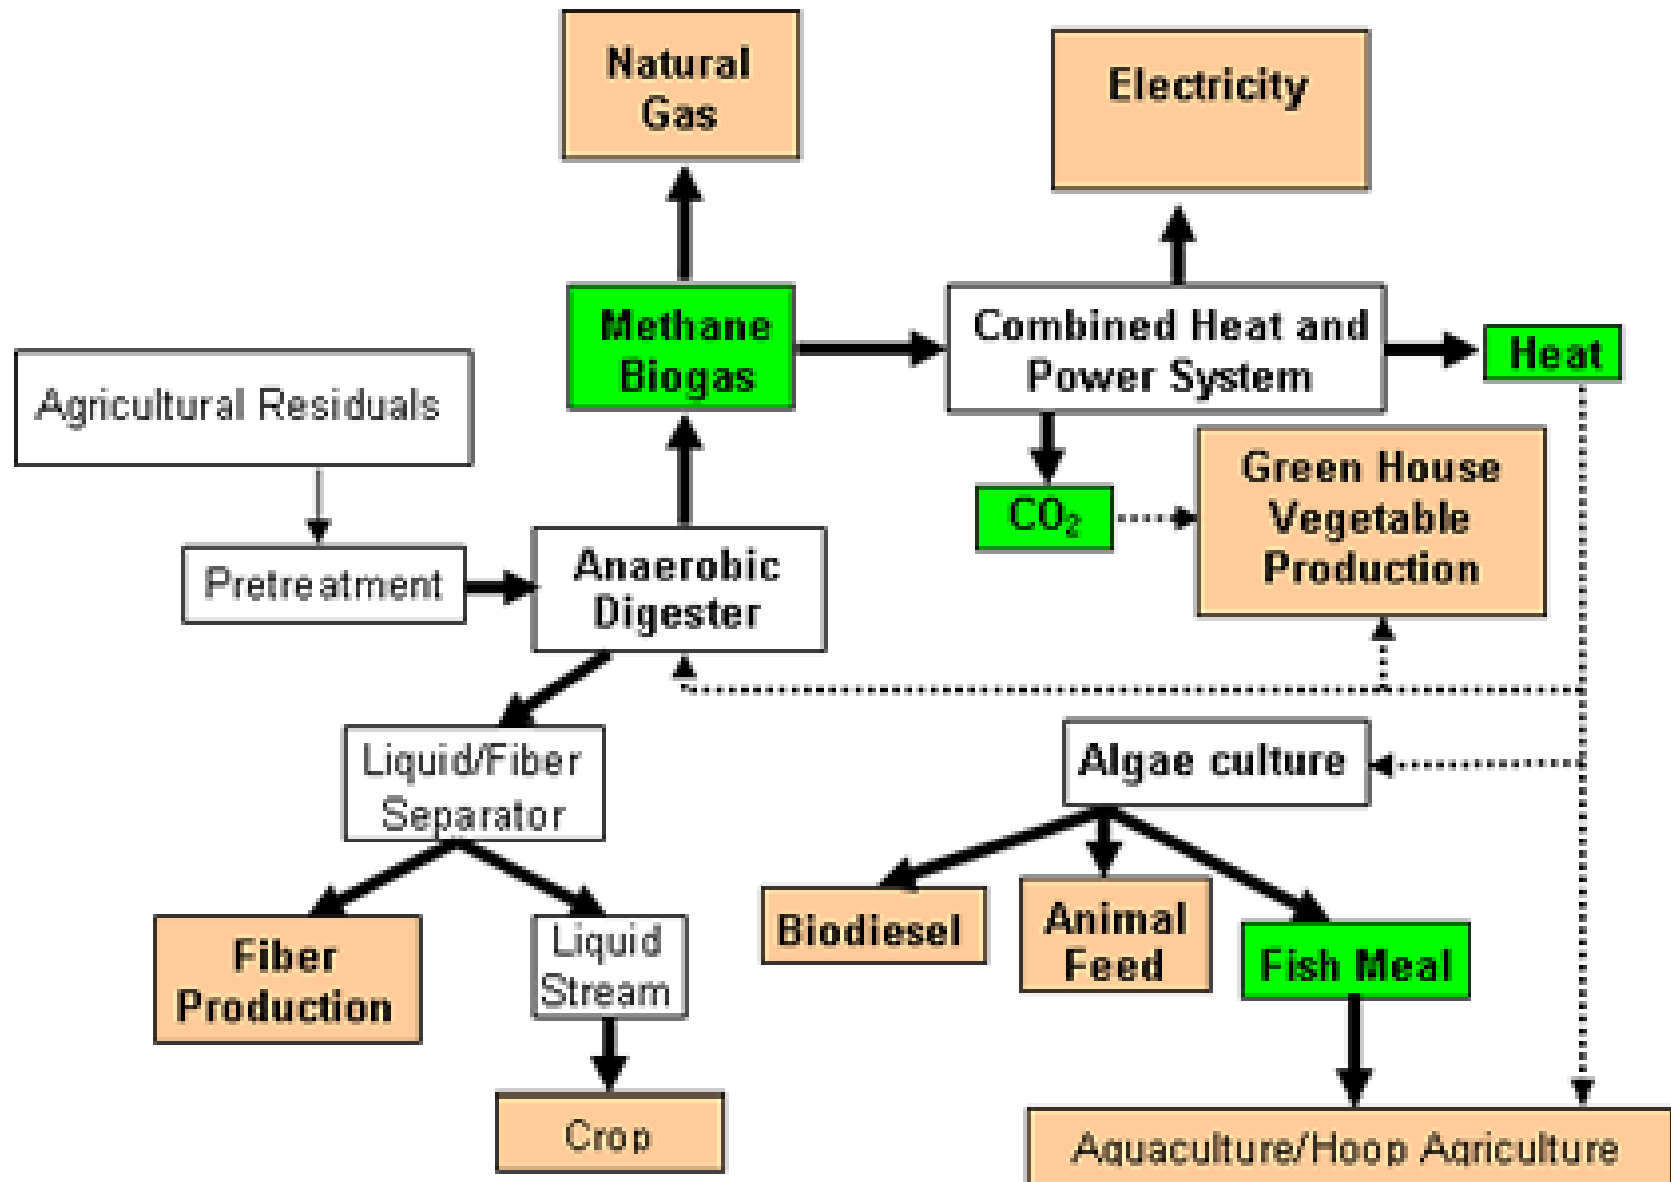 Natural
Gas
Electricity
Methane
Biogas
Combined Heat and
Power System
Heat
Agricultural Residuals
Green House
Vegetable
Production
CO₂
Pretreatment
Anaerobic
Digester
Liquid/Fiber
Separator
Algae culture
Fiber
Production
Liquid
Stream
Biodiesel
Animal
Feed
Fish Meal
Crop
Aquaculture/Hoop Agriculture